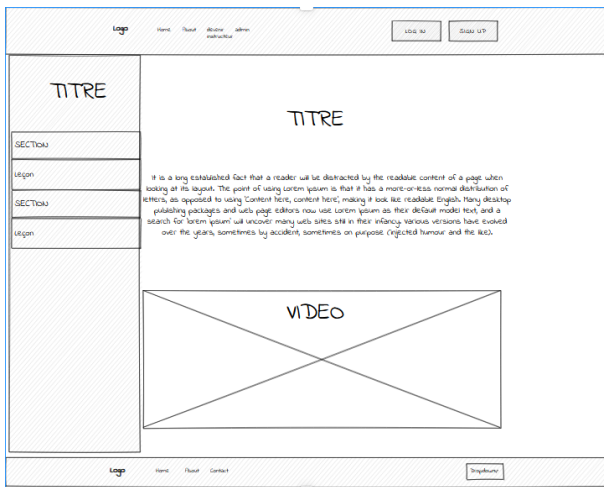 Logo Home About devenir admin LOG IN SIGN UP
instructeur
TITRE
SECTION
Leçon
SECTION
Leçon
TITRE
It is a long established fact that a reader will be distracted by the readable content of a page when
looking at its layout. The point of using Lorem Ipsum is that it has a more-or-less normal distribution of
letters, as opposed to using 'Content here, content here', making it look like readable English. Many desktop
publishing packages and web page editors now use Lorem Ipsum as their default model text, and a
search for 'lorem ipsum' will uncover many web sites still in their infancy. Various versions have evolved
over the years, sometimes by accident, sometimes on purpose (injected humour and the like).
VIDEO
Logo Home About Contact Dropdown